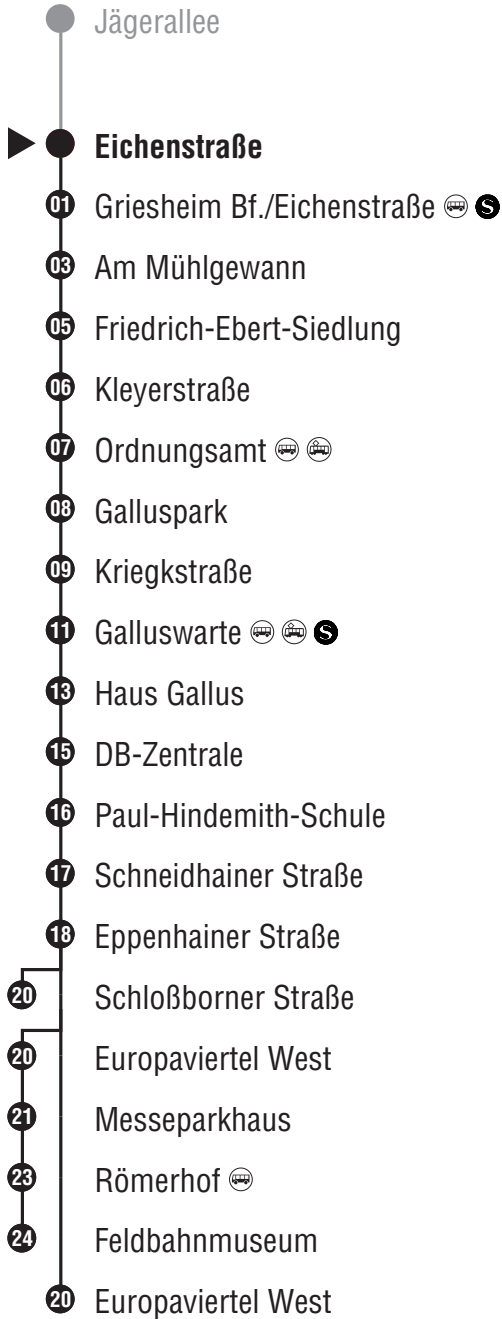 Jägerallee
Eichenstraße
01 Griesheim Bf./Eichenstraße S
03 Am Mühlgewann
05 Friedrich-Ebert-Siedlung
06 Kleyerstraße
07 Ordnungsamt
08 Galluspark
09 Kriegkstraße
11 Galluswarte S
13 Haus Gallus
15 DB-Zentrale
16 Paul-Hindemith-Schule
17 Schneidhainer Straße
18 Eppenhainer Straße
20 Schloßborner Straße
20 Europaviertel West
21 Messeparkhaus
23 Römerhof
24 Feldbahnmuseum
20 Europaviertel West